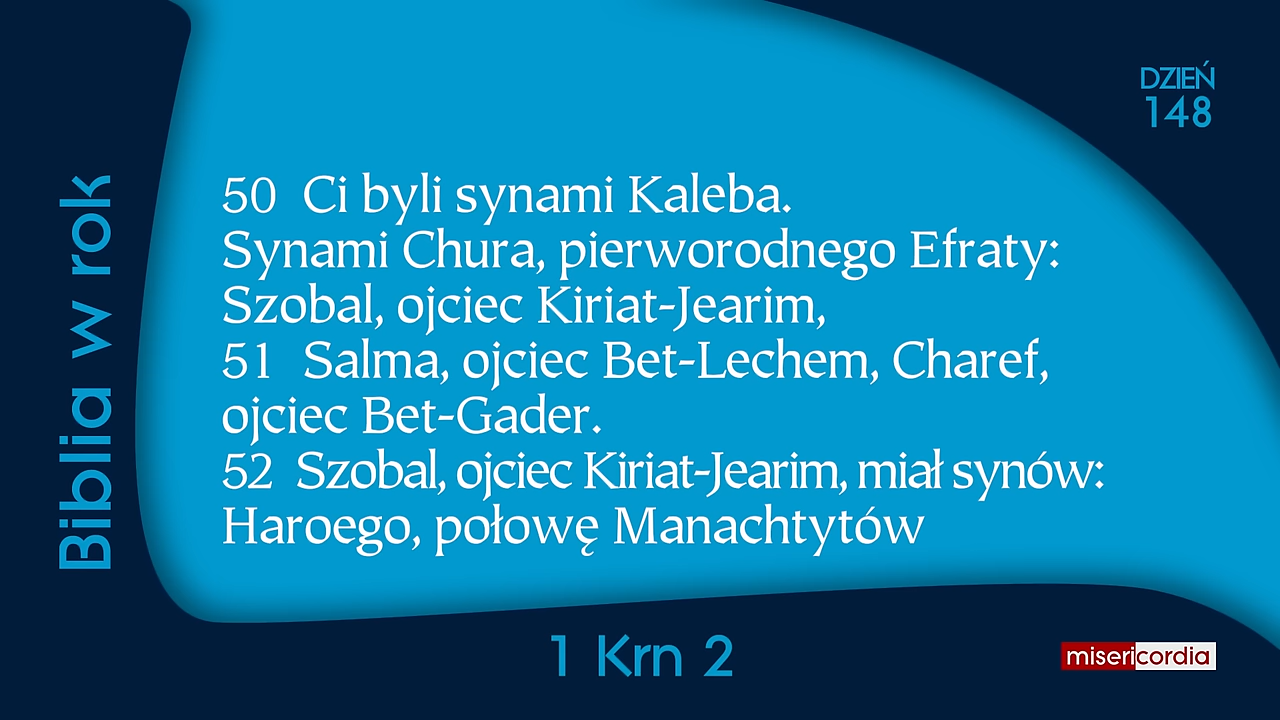 DZIEŃ
148
Biblia w rok
50 Ci byli synami Kaleba.
Synami Chura, pierworodnego Efraty:
Szobal, ojciec Kiriat-Jearim,
51 Salma, ojciec Bet-Lechem, Charef,
ojciec Bet-Gader.
52 Szobal, ojciec Kiriat-Jearim, miał synów:
Haroego, połowę Manachtytów
1 Krn 2
misericordia